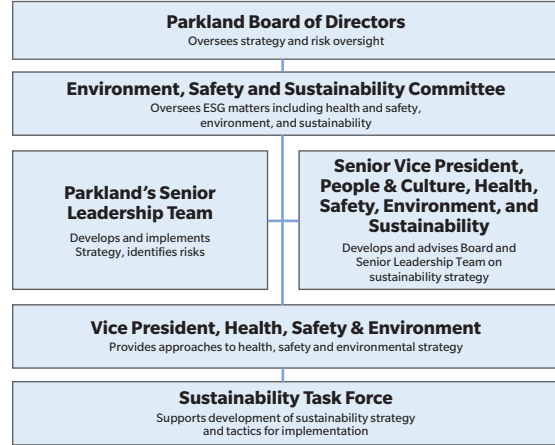 Parkland Board of Directors
Oversees strategy and risk oversight
Environment, Safety and Sustainability Committee
Oversees ESG matters including health and safety,
environment, and sustainability
Parkland's Senior
Leadership Team
Develops and implements
Strategy, identifies risks
Senior Vice President,
People & Culture, Health,
Safety, Environment, and
Sustainability
Develops and advises Board and
Senior Leadership Team on
sustainability strategy
Vice President, Health, Safety & Environment
Provides approaches to health, safety and environmental strategy
Sustainability Task Force
Supports development of sustainability strategy
and tactics for implementation